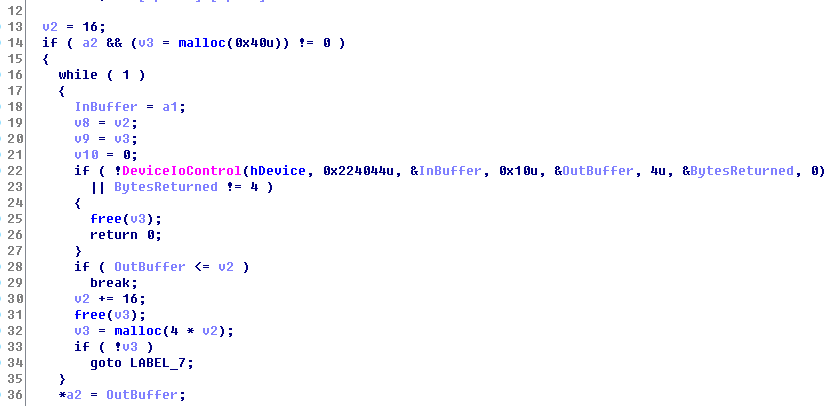 12
13 v2 = 16;
14 if ( a2 && (v3 = malloc(0x40u)) != 0 )
15 {
16 while ( 1 )
17 {
18 InBuffer = a1;
19 v8 = v2;
20 v9 = v3;
21 v10 = 0;
22 if ( !DeviceIoControl(hDevice, 0x224044u, &InBuffer, 0x10u, &OutBuffer, 4u, &BytesReturned, 0)
23 || BytesReturned != 4 )
24 {
25 free(v3);
26 return 0;
27 }
28 if ( OutBuffer <= v2 )
29 break;
30 v2 += 16;
31 free(v3);
32 v3 = malloc(4 * v2);
33 if ( !v3 )
34 goto LABEL_7;
35 }
36 *a2 = OutBuffer;